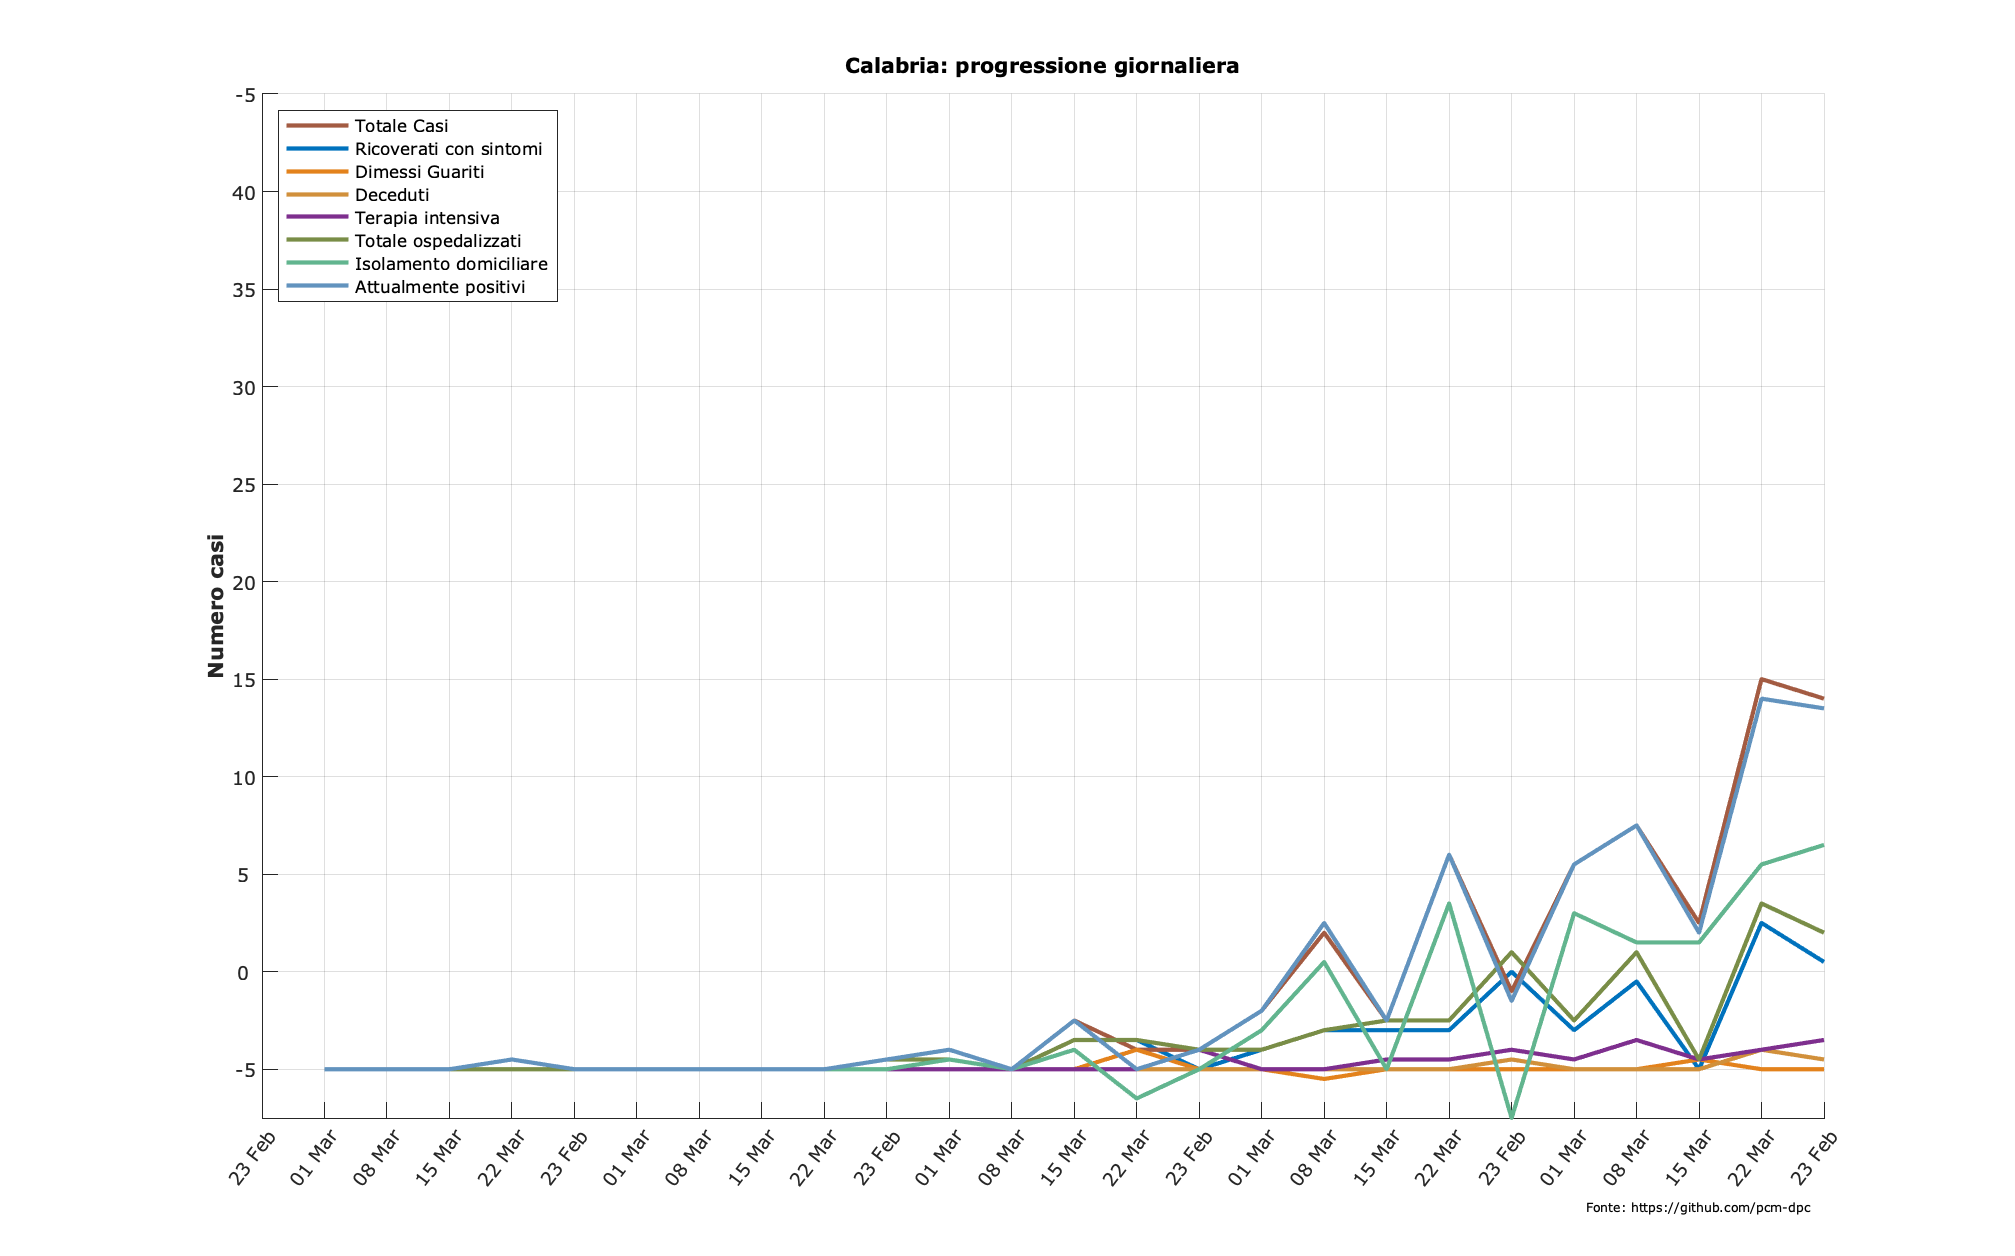 Calabria: progressione giornaliera
-5
40
35
30
25
20
15
10
5
0
-5
Numero casi
Totale Casi
Ricoverati con sintomi
Dimessi Guariti
Deceduti
Terapia intensiva
Totale ospedalizzati
Isolamento domiciliare
Attualmente positivi
23 Feb
01 Mar
08 Mar
15 Mar
22 Mar
23 Feb
01 Mar
08 Mar
15 Mar
22 Mar
23 Feb
01 Mar
08 Mar
15 Mar
22 Mar
23 Feb
01 Mar
08 Mar
15 Mar
22 Mar
23 Feb
01 Mar
08 Mar
15 Mar
22 Mar
23 Feb
Fonte: https://github.com/pcm-dpc